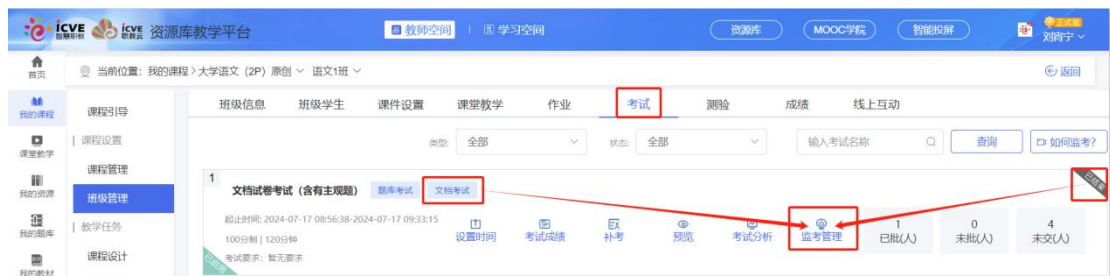 icve 智慧职教 icve 职教云 资源库教学平台 教师空间 学习空间 资源库 MOOC学院 智能投屏 正式版 刘肖宁
首页 当前位置：我的课程>大学语文（2P）原创 语文1班 返回
我的课程 课程引导 班级信息 班级学生 课件设置 课堂教学 作业 考试 测验 成绩 线上互动
课堂教学 课程设置 类型: 全部 状态: 全部 输入考试名称 查询 如何监考?
课程管理
我的资源 班级管理 1 文档试卷考试（含有主观题） 题库考试 文档考试 已结束
我的题库 教学任务 起止时间: 2024-07-17 08:56:38-2024-07-17 09:33:15 设置时间 考试成绩 补考 预览 考试分析 监考管理 1 已批(人) 0 未批(人) 4 未交(人)
100分制 | 120分钟
我的教材 课程设计 已启用 考试要求：暂无要求